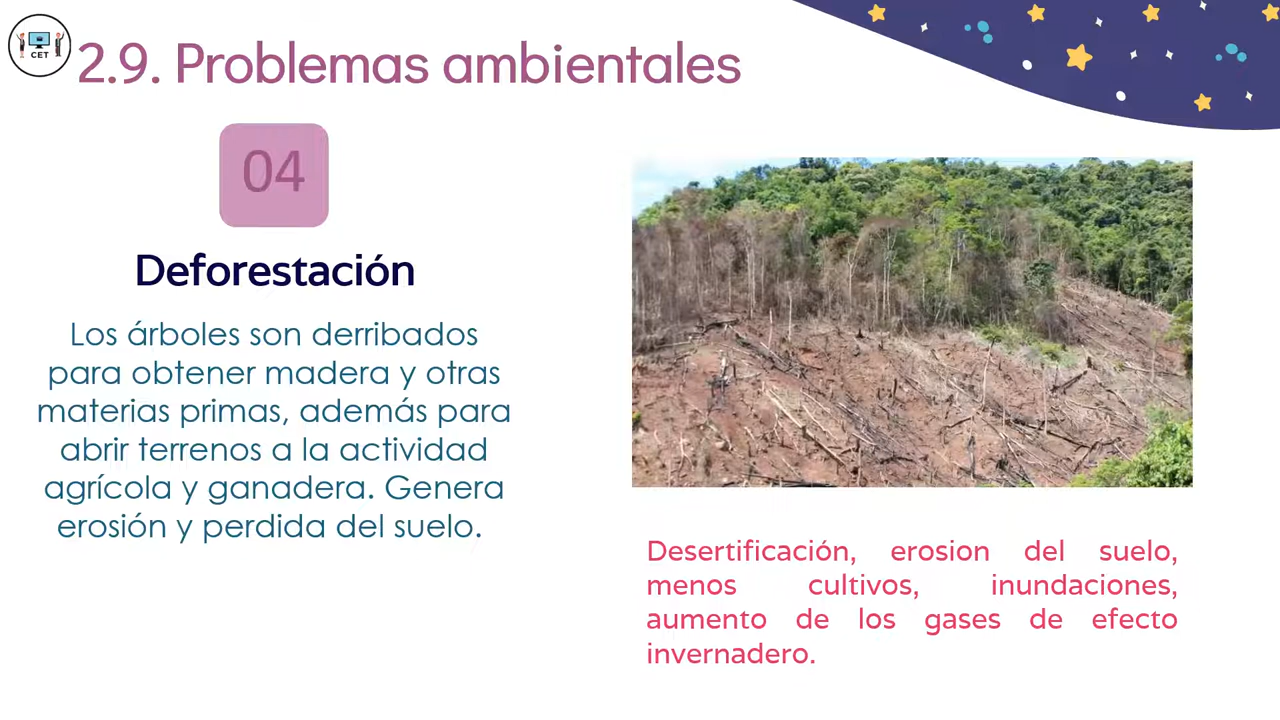 CET
2.9. Problemas ambientales
04
Deforestación
Los árboles son derribados
para obtener madera y otras
materias primas, además para
abrir terrenos a la actividad
agrícola y ganadera. Genera
erosión y perdida del suelo.
Desertificación, erosion del suelo,
menos cultivos, inundaciones,
aumento de los gases de efecto
invernadero.